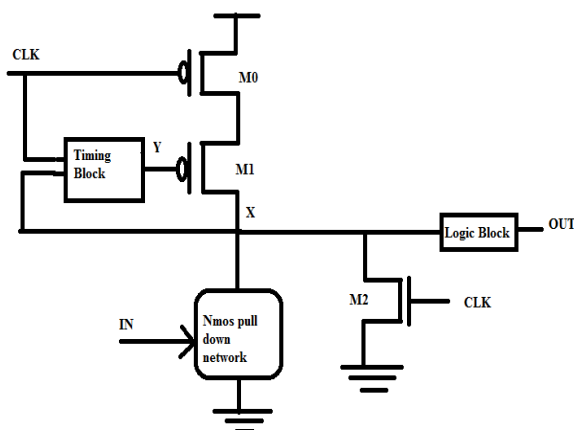 CLK
M0
Timing
Block
Y
M1
X
Logic Block
OUT
M2
CLK
IN
Nmos pull
down
network